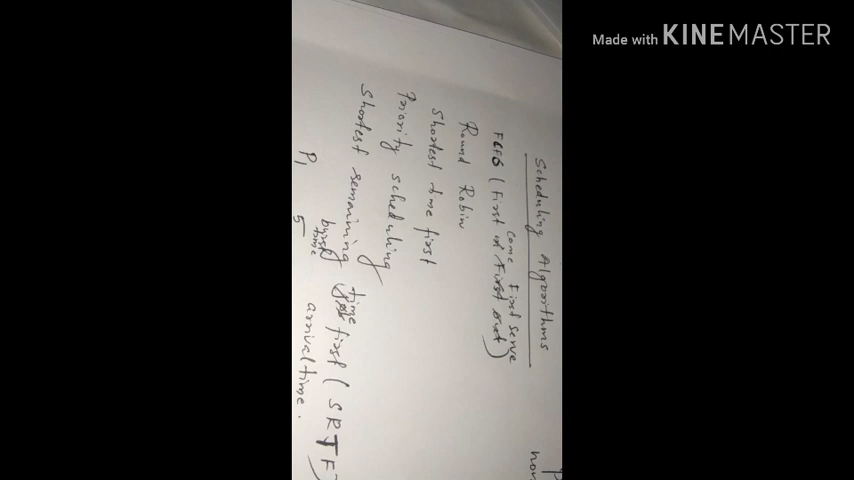 Made with KINEMASTER
Scheduling Algorithms
FCFS (First come First serve
Round Robin
Shortest time first
Priority scheduling
Shortest remaining time first (SRTF)
P1 burst time arrival time.
5